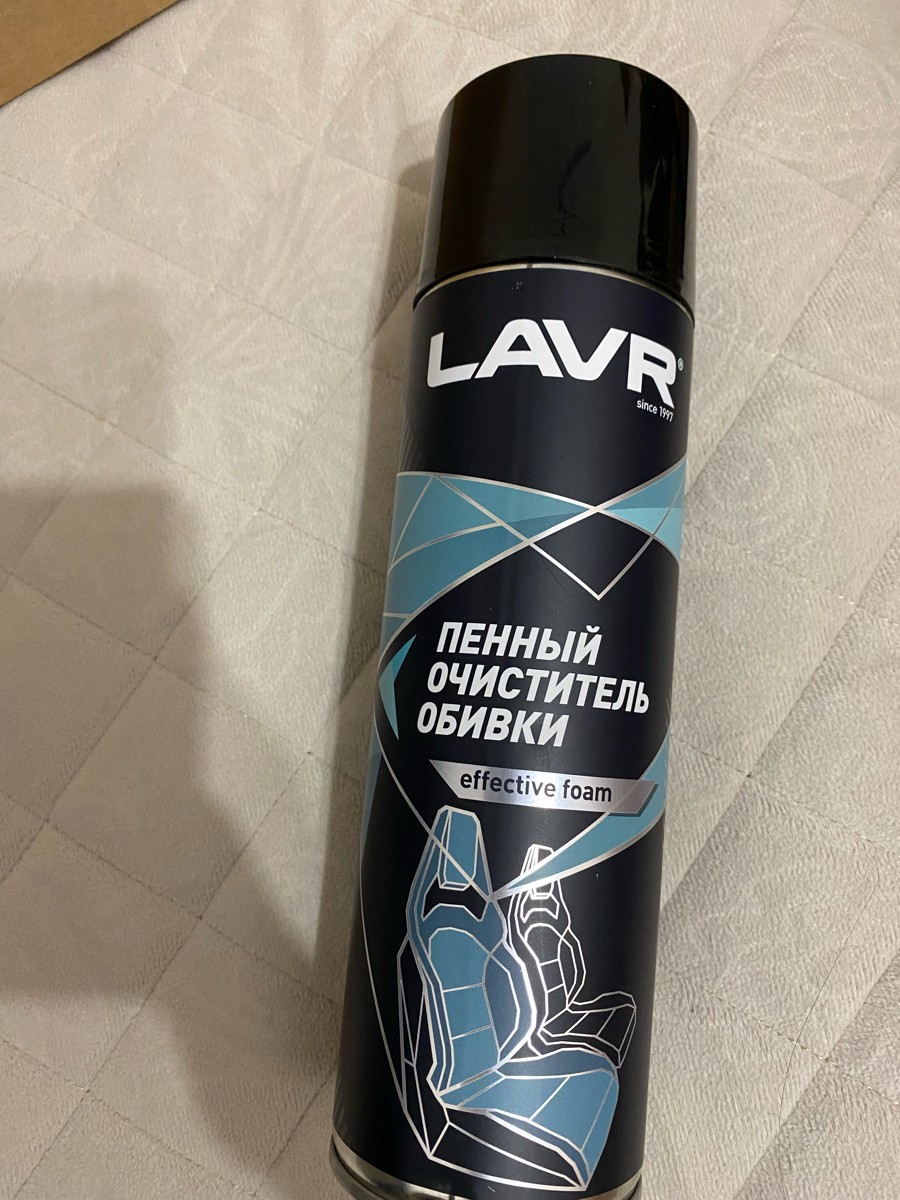 LAVR®
since 1997
ПЕННЫЙ
ОЧИСТИТЕЛЬ
ОБИВКИ
effective foam